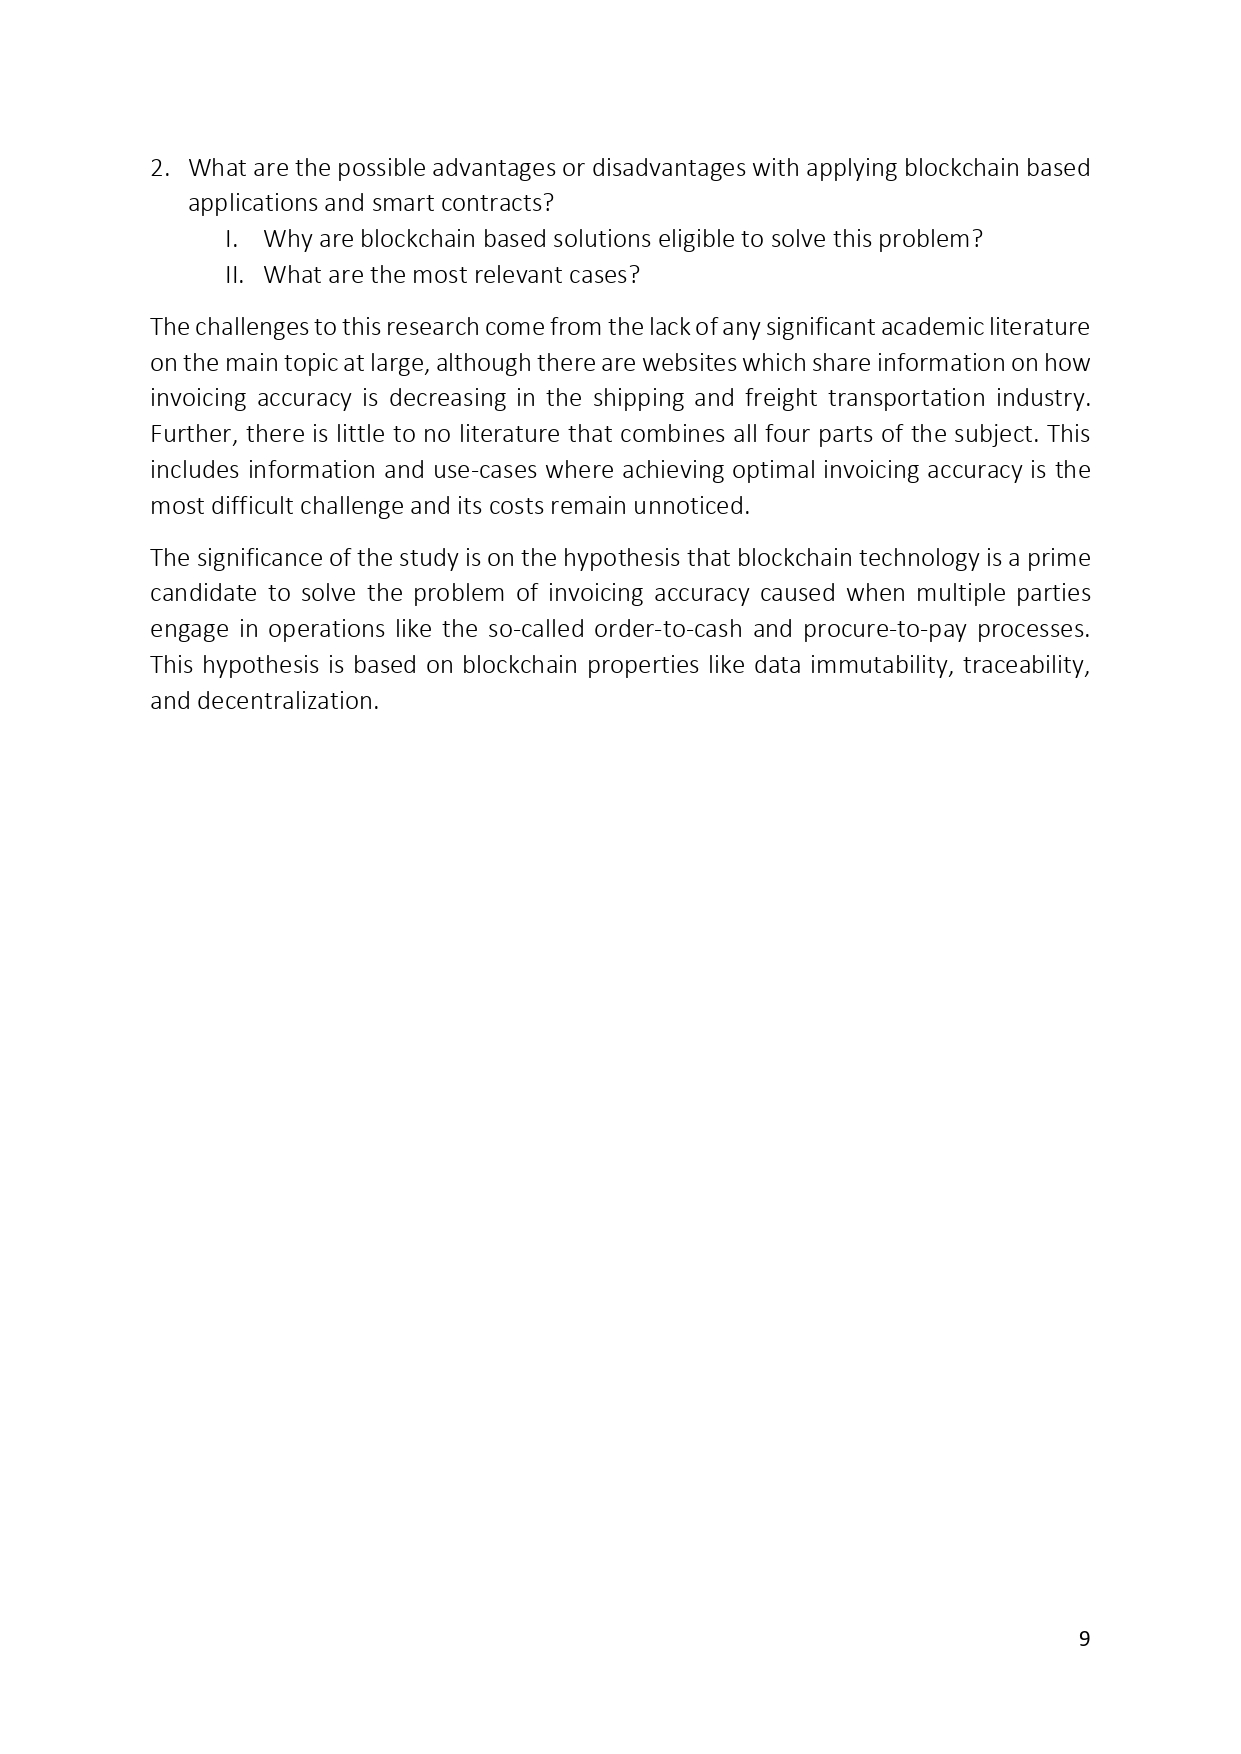 2. What are the possible advantages or disadvantages with applying blockchain based
applications and smart contracts?
I. Why are blockchain based solutions eligible to solve this problem?
II. What are the most relevant cases?
The challenges to this research come from the lack of any significant academic literature
on the main topic at large, although there are websites which share information on how
invoicing accuracy is decreasing in the shipping and freight transportation industry.
Further, there is little to no literature that combines all four parts of the subject. This
includes information and use-cases where achieving optimal invoicing accuracy is the
most difficult challenge and its costs remain unnoticed.
The significance of the study is on the hypothesis that blockchain technology is a prime
candidate to solve the problem of invoicing accuracy caused when multiple parties
engage in operations like the so-called order-to-cash and procure-to-pay processes.
This hypothesis is based on blockchain properties like data immutability, traceability,
and decentralization.
9